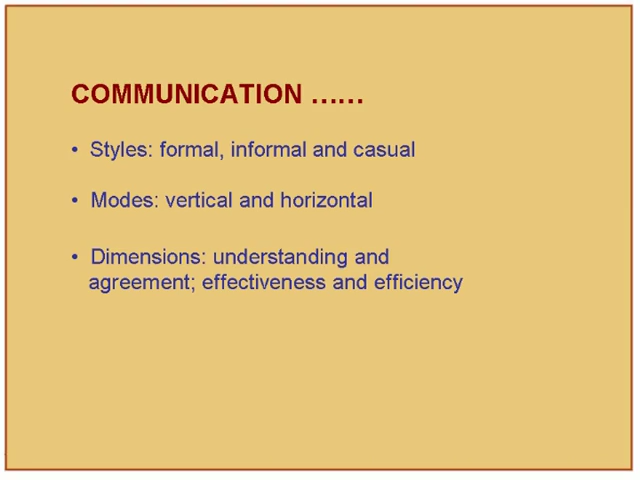 COMMUNICATION ……
• Styles: formal, informal and casual
• Modes: vertical and horizontal
• Dimensions: understanding and
agreement; effectiveness and efficiency